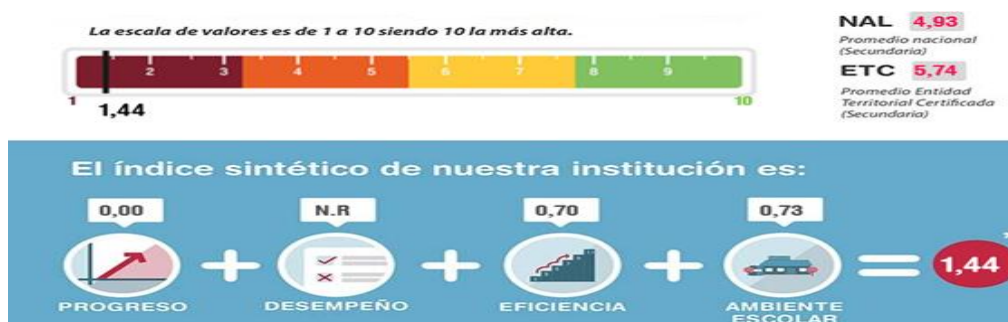 La escala de valores es de 1 a 10 siendo 10 la más alta.
2 3 4 5 6 7 8 9
1 10
1,44
NAL 4,93
Promedio nacional
(Secundaria)
ETC 5,74
Promedio Entidad
Territorial Certificada
(Secundaria)
El índice sintético de nuestra institución es:
0,00 N.R 0,70 0,73
+ + + = 1,44
PROGRESO DESEMPEÑO EFICIENCIA AMBIENTE
ESCOLAR